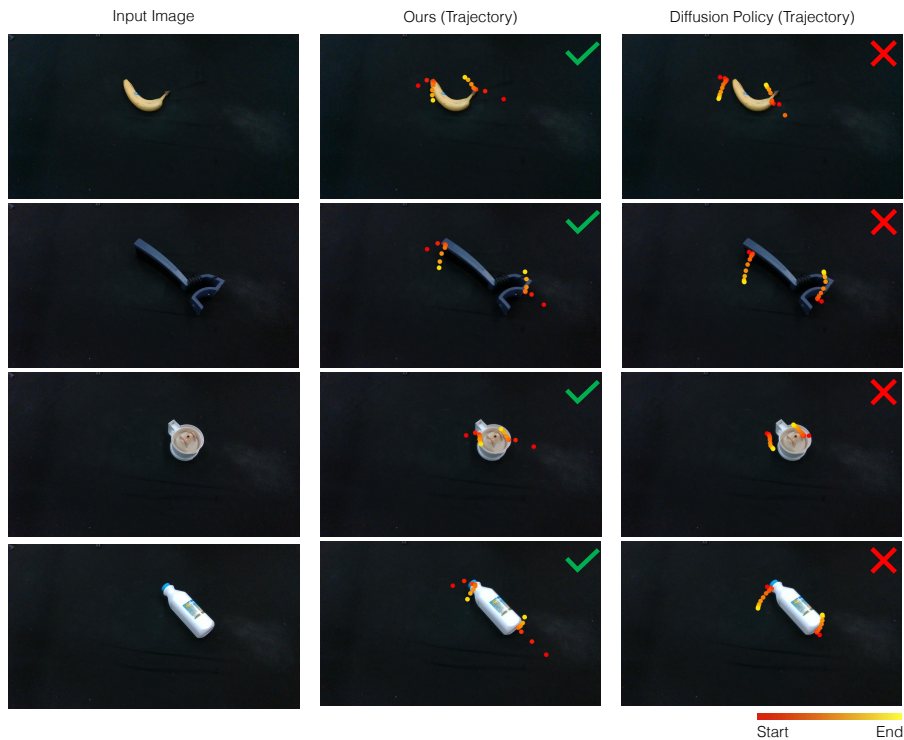 Input Image
Ours (Trajectory)
Diffusion Policy (Trajectory)
Start
End